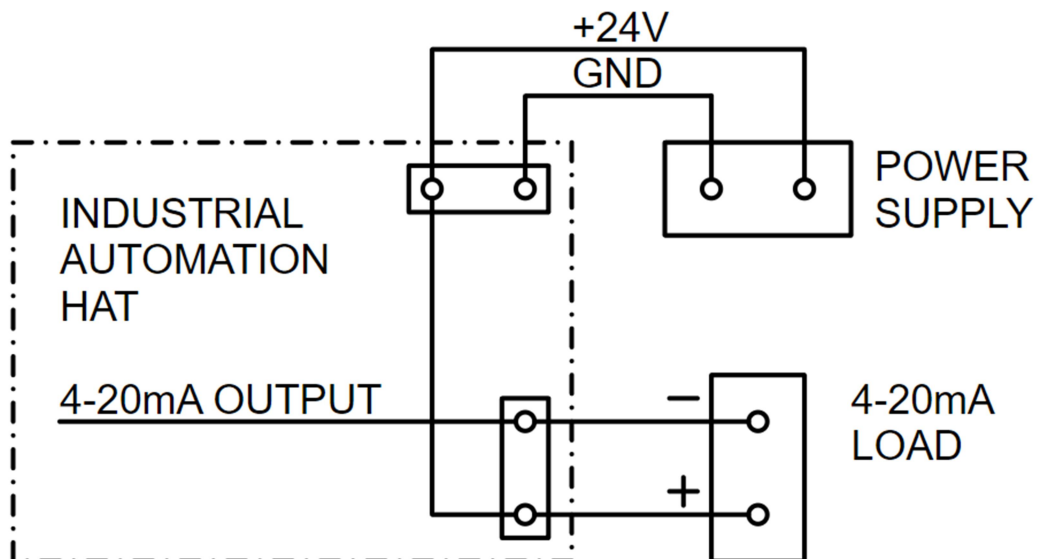 +24V
GND
POWER
SUPPLY
INDUSTRIAL
AUTOMATION
HAT
4-20mA OUTPUT
−
4-20mA
LOAD
+